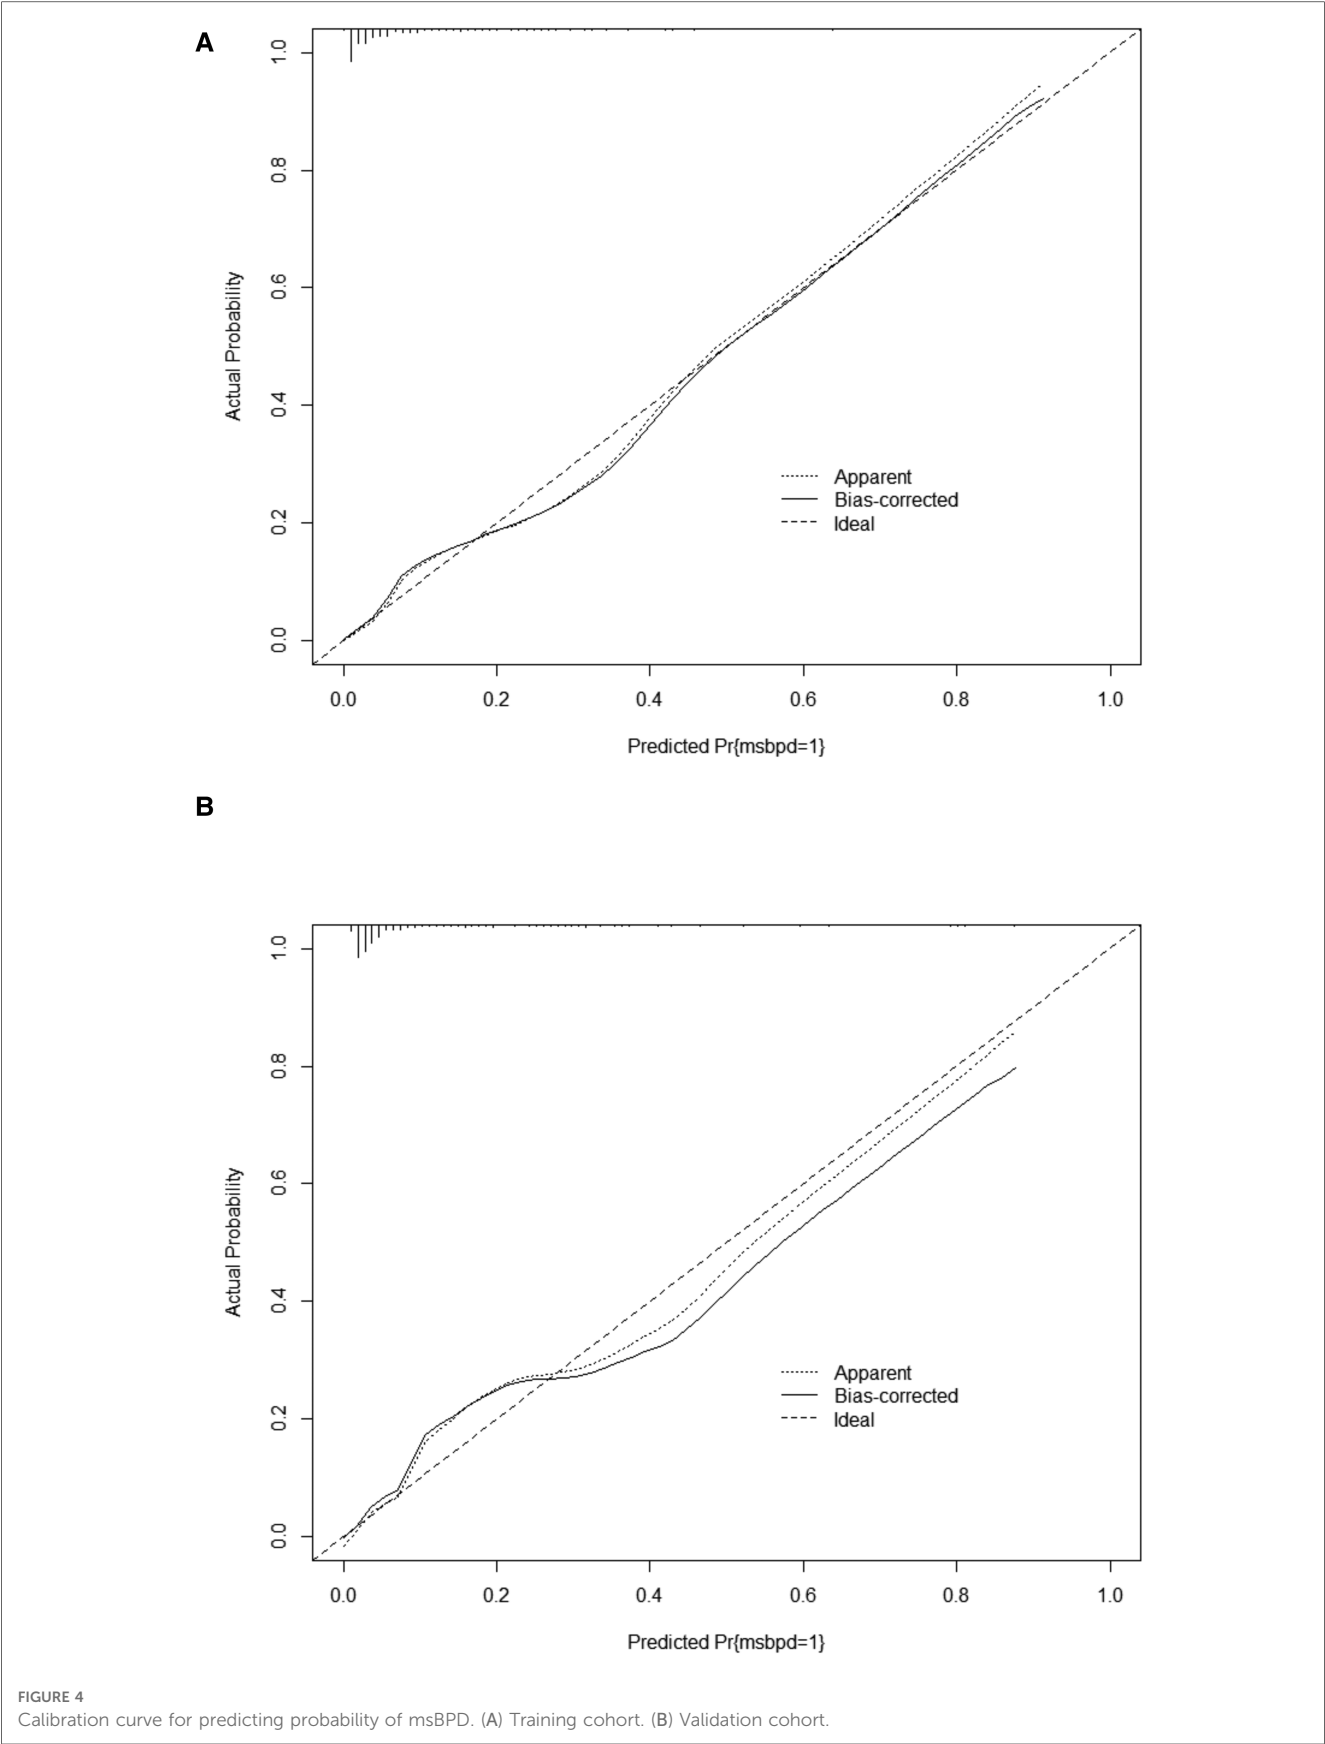 A
1.0
0.8
0.6
0.4
0.2
0.0
Actual Probability
Apparent
Bias-corrected
Ideal
0.0 0.2 0.4 0.6 0.8 1.0
Predicted Pr{msbpd=1}
B
1.0
0.8
0.6
0.4
0.2
0.0
Actual Probability
Apparent
Bias-corrected
Ideal
0.0 0.2 0.4 0.6 0.8 1.0
Predicted Pr{msbpd=1}
FIGURE 4
Calibration curve for predicting probability of msBPD. (A) Training cohort. (B) Validation cohort.